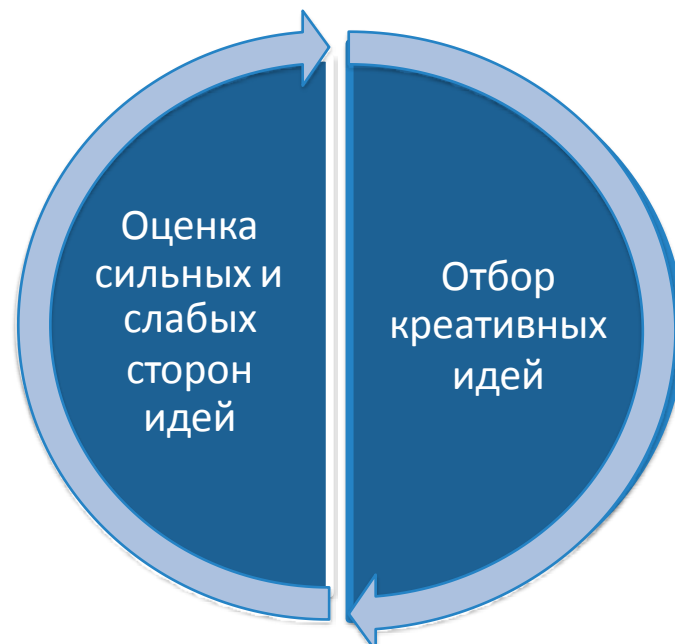 Оценка
сильных и
слабых
сторон
идей
Отбор
креативных
идей